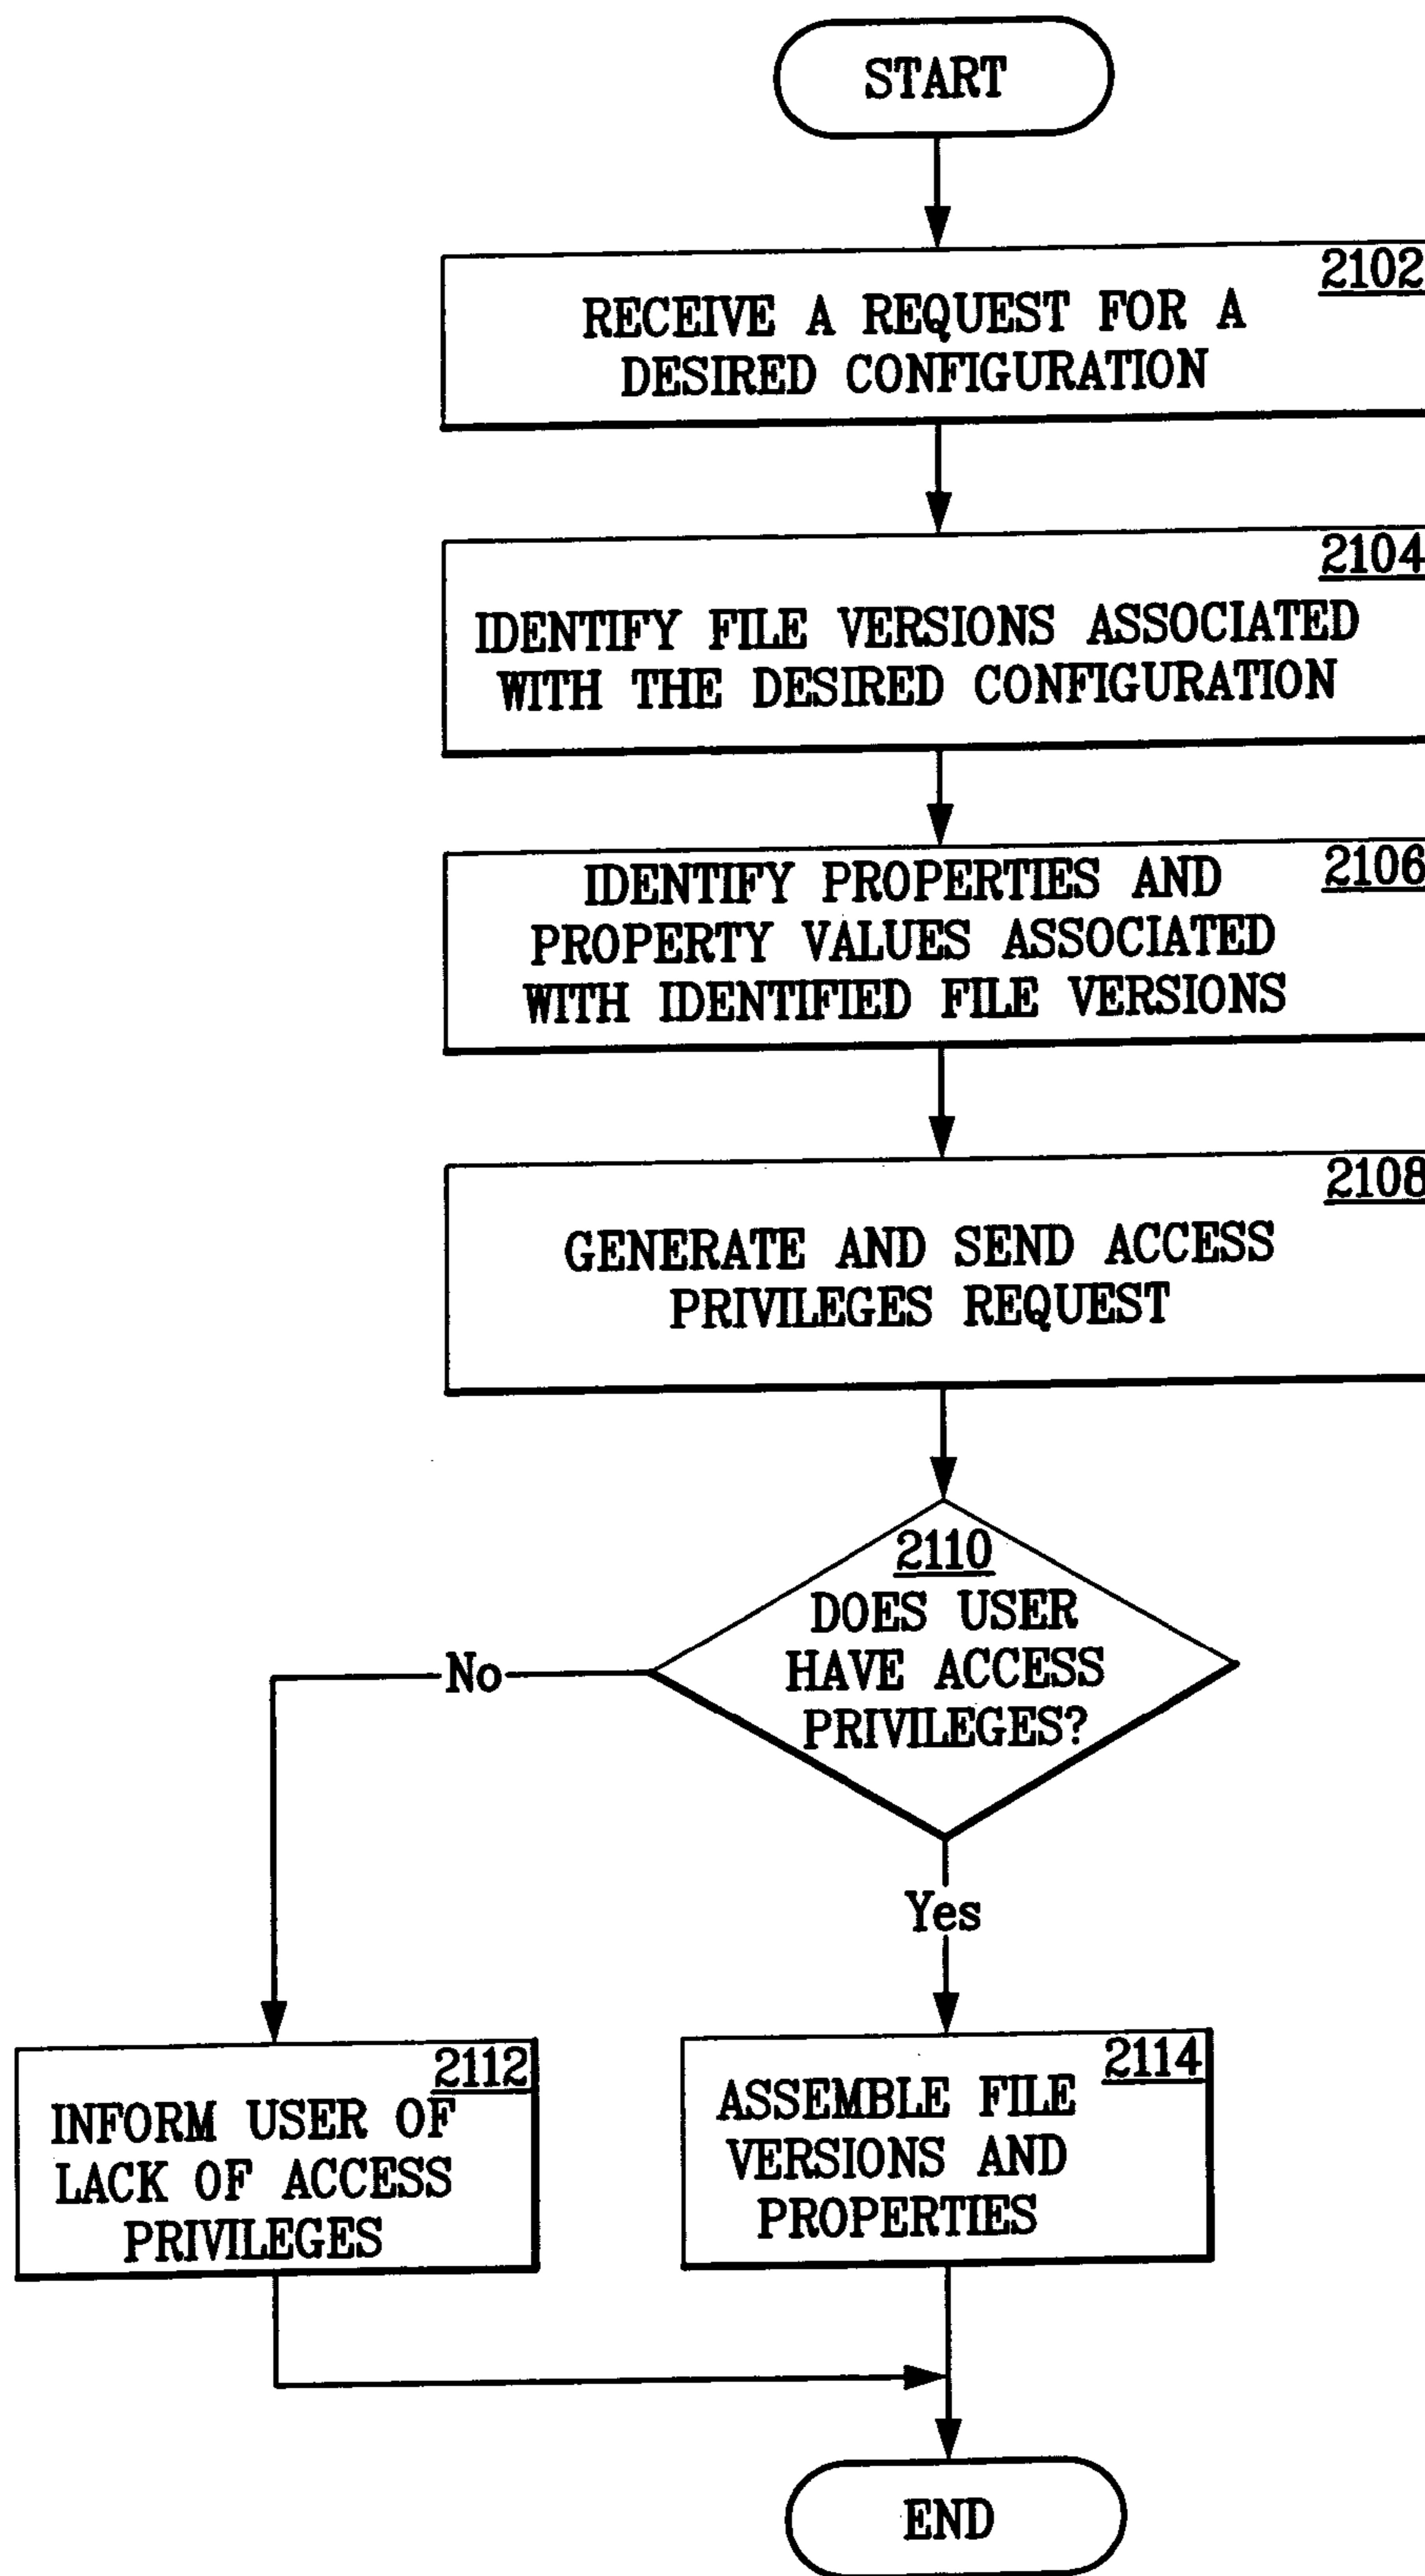 START
2102
RECEIVE A REQUEST FOR A
DESIRED CONFIGURATION
2104
IDENTIFY FILE VERSIONS ASSOCIATED
WITH THE DESIRED CONFIGURATION
2106
IDENTIFY PROPERTIES AND
PROPERTY VALUES ASSOCIATED
WITH IDENTIFIED FILE VERSIONS
2108
GENERATE AND SEND ACCESS
PRIVILEGES REQUEST
2110
DOES USER
HAVE ACCESS
PRIVILEGES?
No
Yes
2112
INFORM USER OF
LACK OF ACCESS
PRIVILEGES
2114
ASSEMBLE FILE
VERSIONS AND
PROPERTIES
END